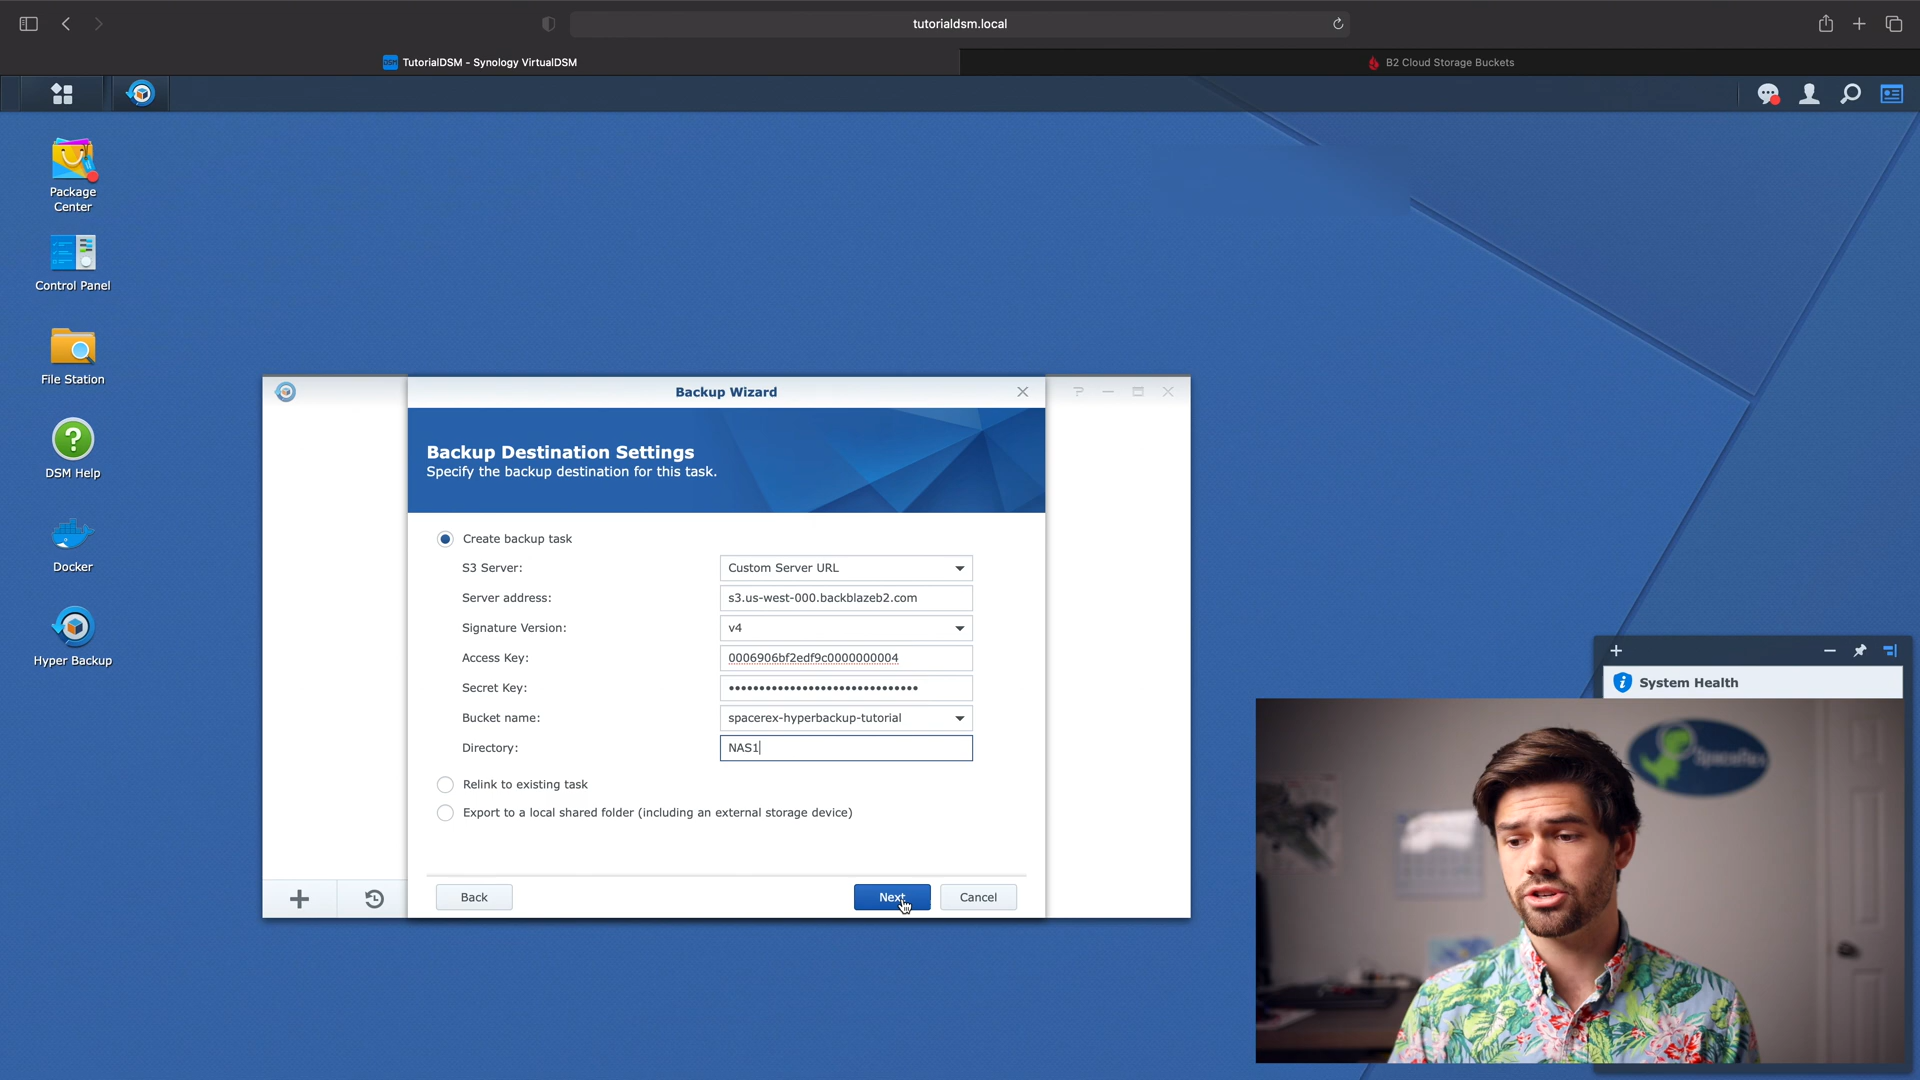 tutorialdsm.local
DSM TutorialDSM - Synology VirtualDSM
B2 Cloud Storage Buckets
Package
Center
Control Panel
File Station
DSM Help
Docker
Hyper Backup
Backup Wizard
Backup Destination Settings
Specify the backup destination for this task.
Create backup task
S3 Server: Custom Server URL
Server address: s3.us-west-000.backblazeb2.com
Signature Version: v4
Access Key: 0006906bf2edf9c0000000004
Secret Key: ••••••••••••••••••••••••••••••••
Bucket name: spacerex-hyperbackup-tutorial
Directory: NAS1
Relink to existing task
Export to a local shared folder (including an external storage device)
Back
Next
Cancel
System Health
SpaceRex